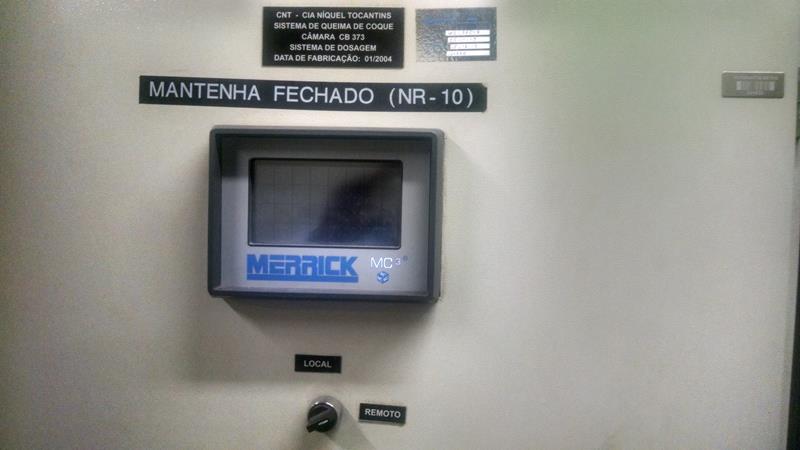 CNT - CIA NÍQUEL TOCANTINS
SISTEMA DE QUEIMA DE COQUE
CÂMARA CB 373
SISTEMA DE DOSAGEM
DATA DE FABRICAÇÃO: 01/2004
MANTENHA FECHADO (NR-10)
MERRICK MC³®
LOCAL
REMOTO